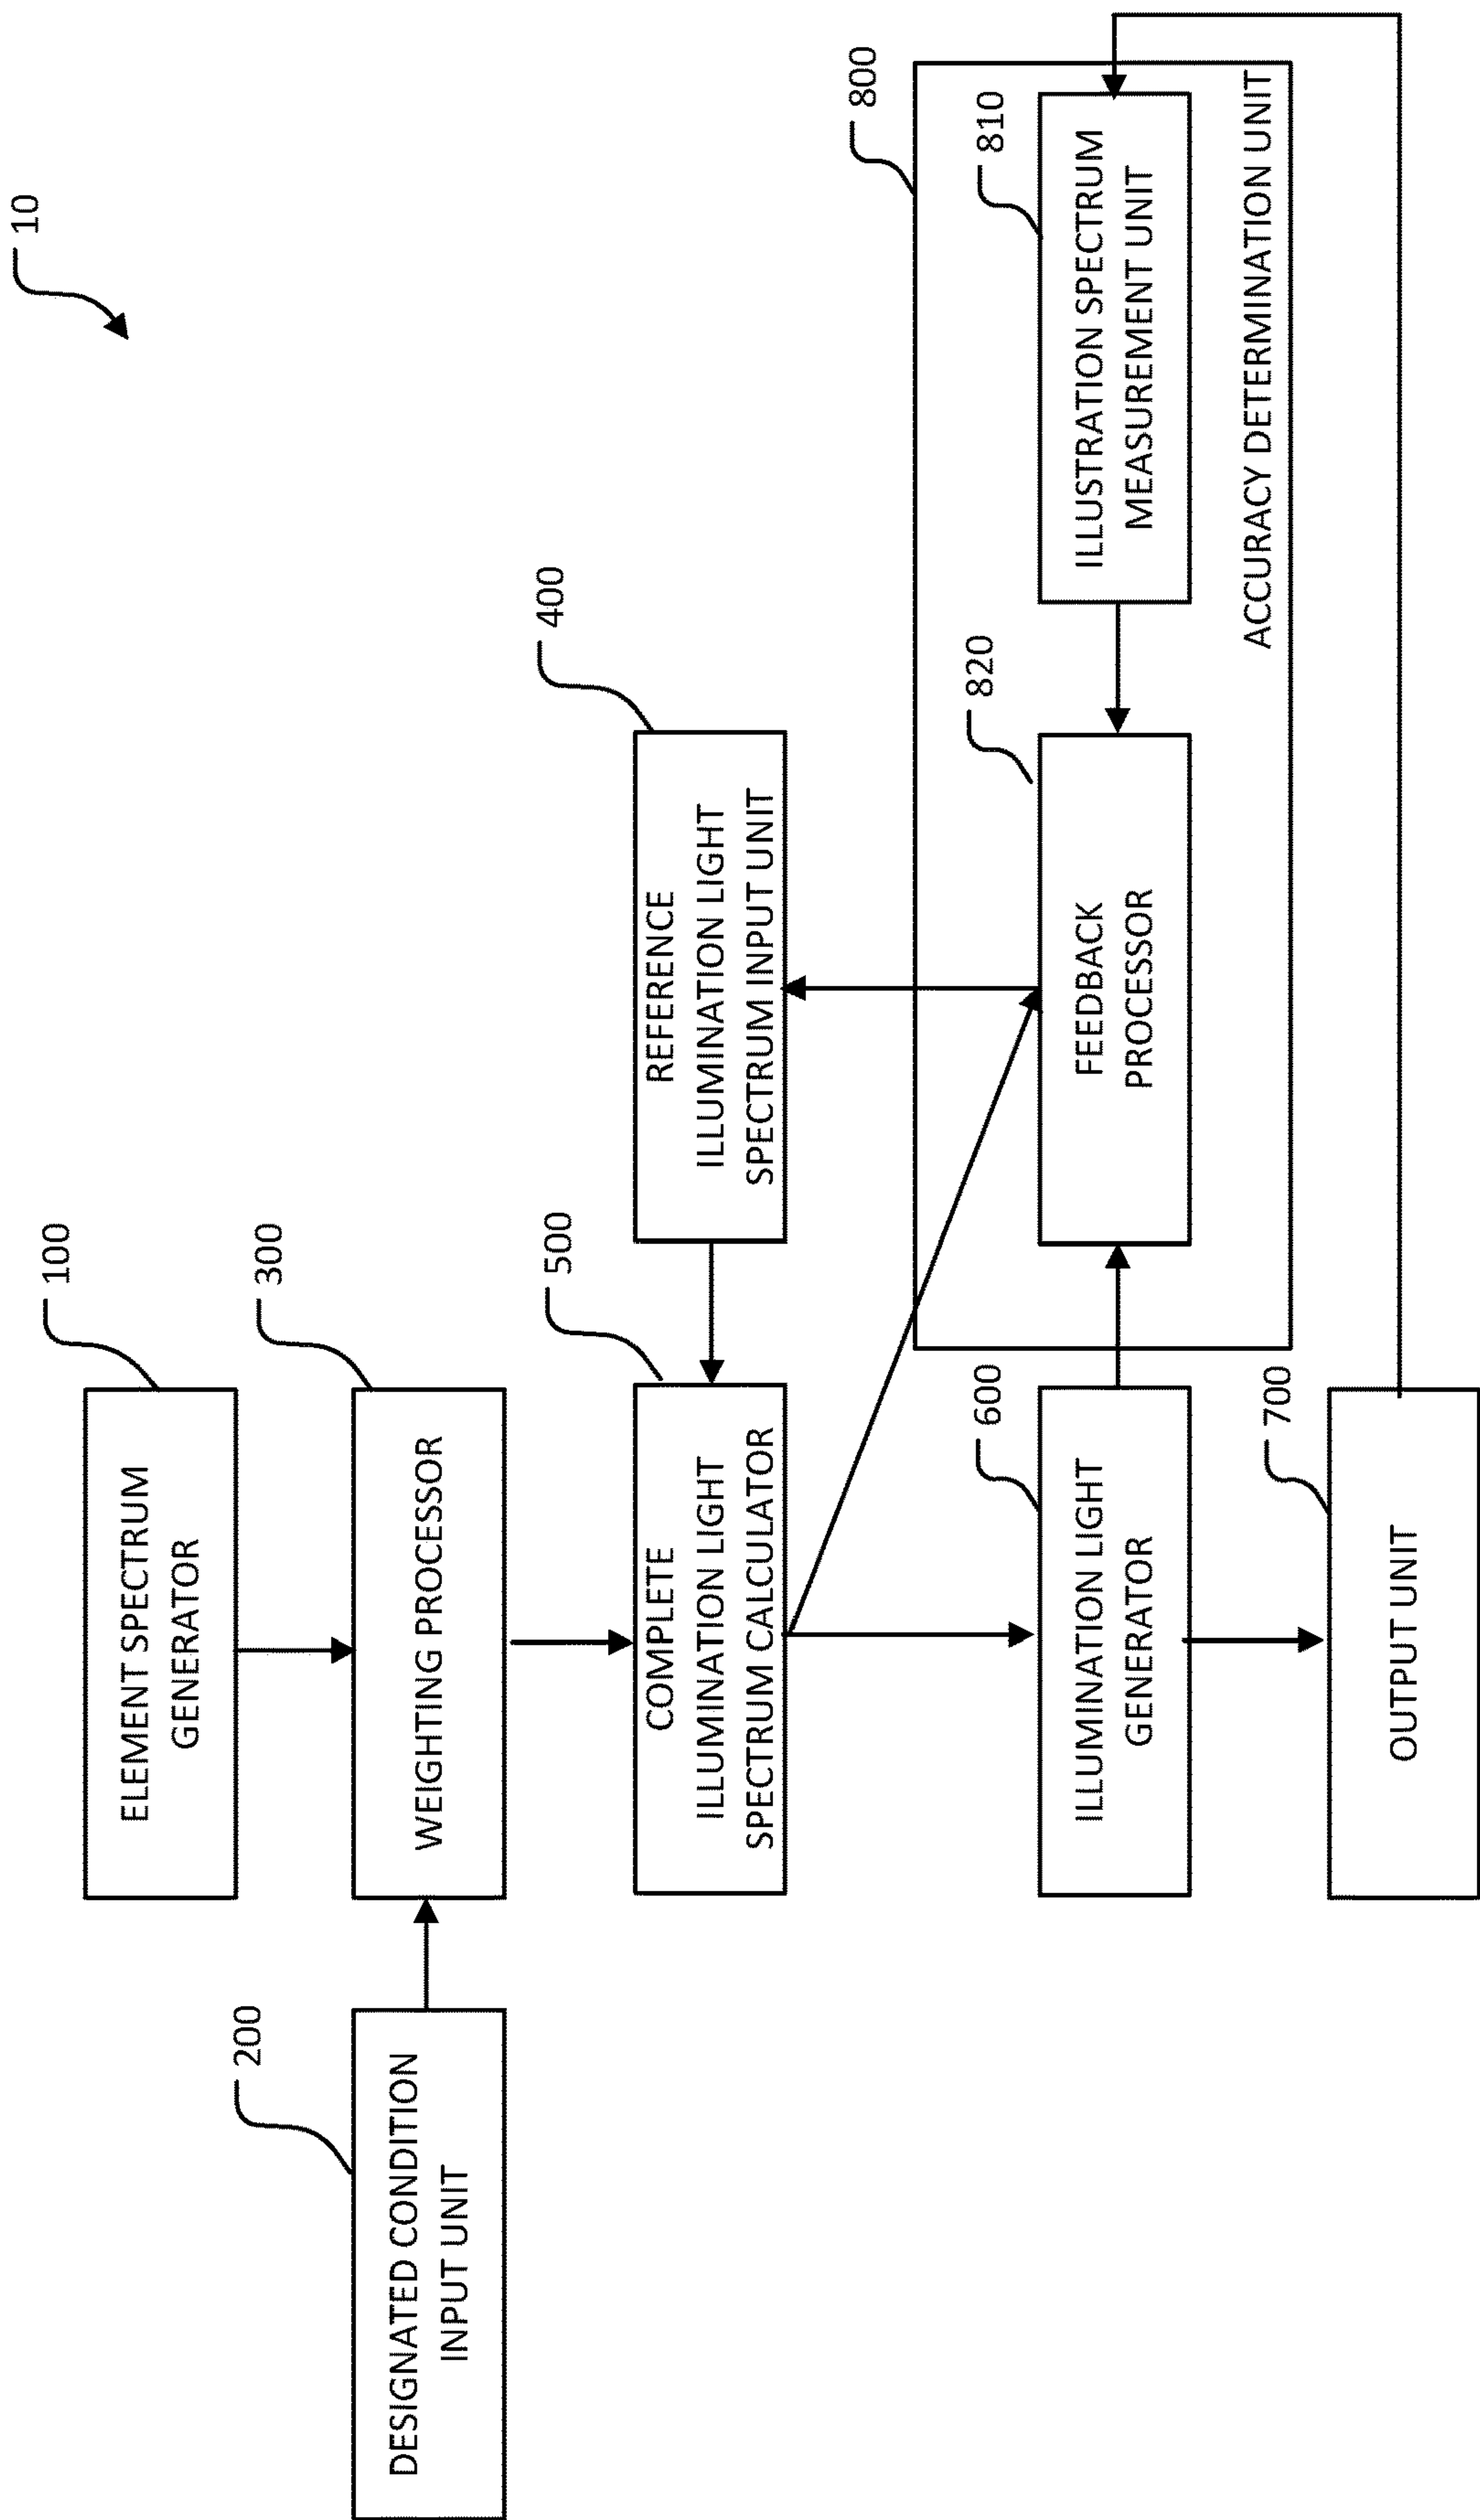 10
100
ELEMENT SPECTRUM
GENERATOR
200
DESIGNATED CONDITION
INPUT UNIT
300
WEIGHTING PROCESSOR
400
REFERENCE
ILLUMINATION LIGHT
SPECTRUM INPUT UNIT
500
COMPLETE
ILLUMINATION LIGHT
SPECTRUM CALCULATOR
800
600
ILLUMINATION LIGHT
GENERATOR
820
FEEDBACK
PROCESSOR
810
ILLUSTRATION SPECTRUM
MEASUREMENT UNIT
ACCURACY DETERMINATION UNIT
700
OUTPUT UNIT